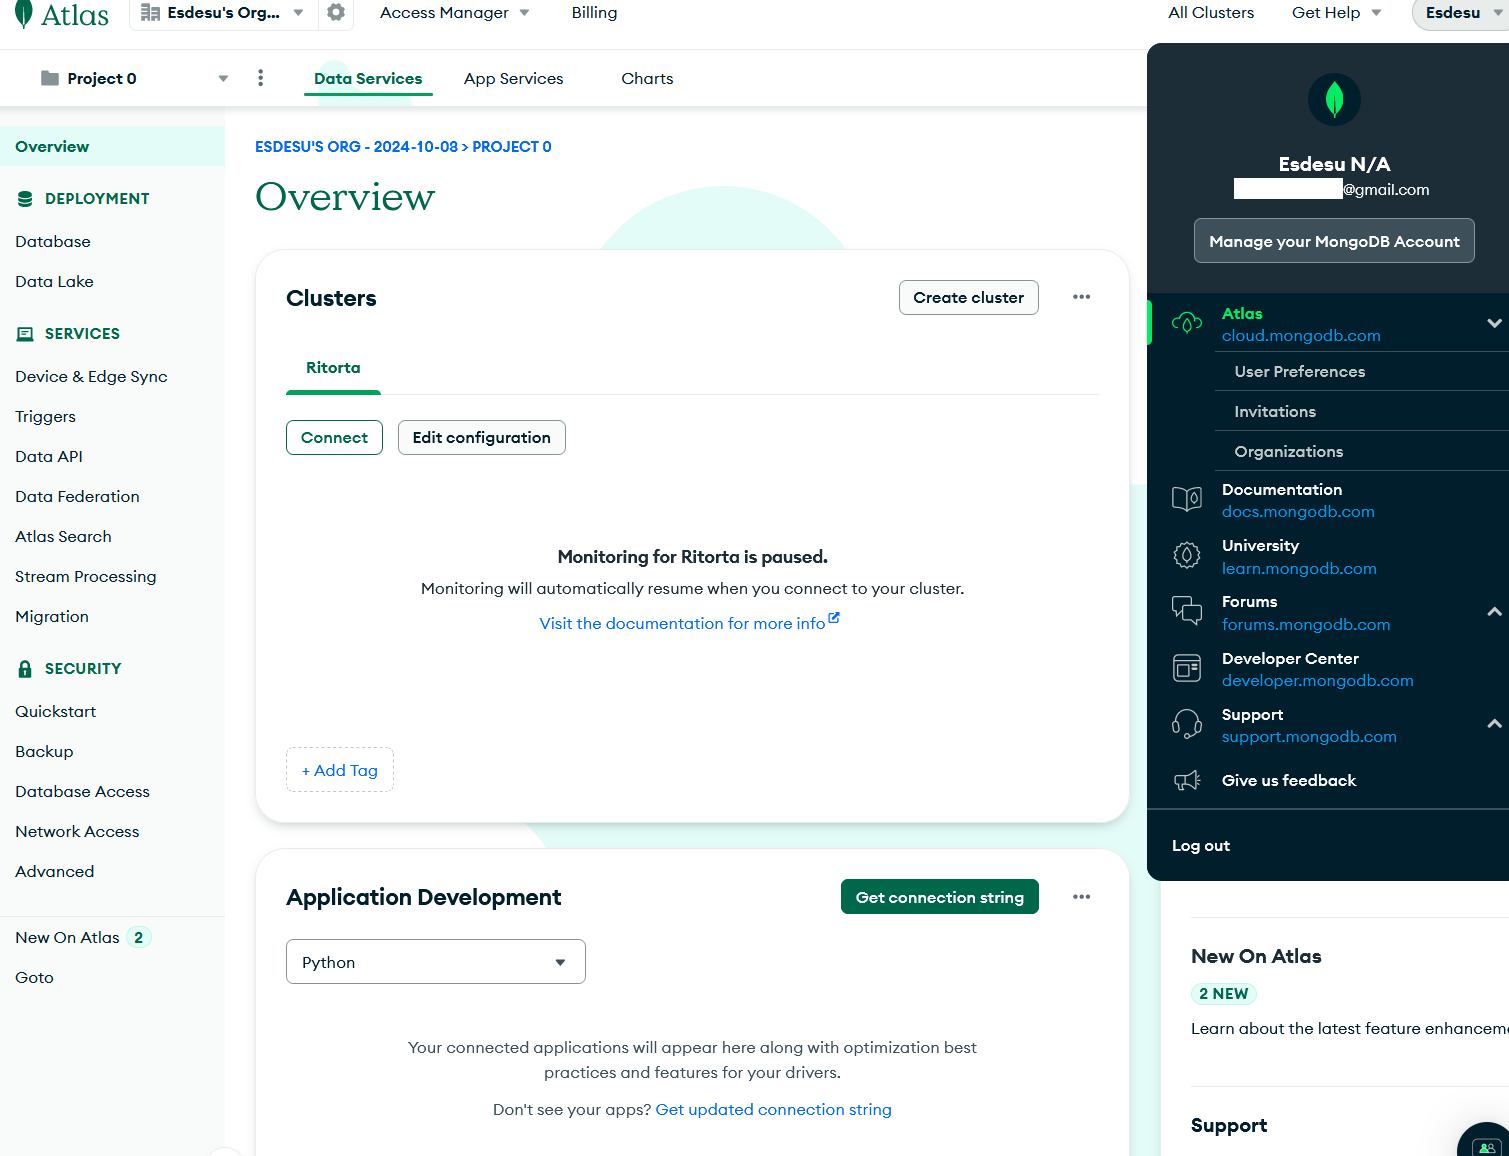 Atlas
Esdesu's Org...
Access Manager
Billing
All Clusters
Get Help
Esdesu
Project 0
Data Services
App Services
Charts
Overview
DEPLOYMENT
Database
Data Lake
SERVICES
Device & Edge Sync
Triggers
Data API
Data Federation
Atlas Search
Stream Processing
Migration
SECURITY
Quickstart
Backup
Database Access
Network Access
Advanced
New On Atlas 2
Goto
ESDESU'S ORG - 2024-10-08 > PROJECT 0
Overview
Clusters
Create cluster
Ritorta
Connect
Edit configuration
Monitoring for Ritorta is paused.
Monitoring will automatically resume when you connect to your cluster.
Visit the documentation for more info
+ Add Tag
Application Development
Get connection string
Python
Your connected applications will appear here along with optimization best
practices and features for your drivers.
Don't see your apps? Get updated connection string
Esdesu N/A
@gmail.com
Manage your MongoDB Account
Atlas
cloud.mongodb.com
User Preferences
Invitations
Organizations
Documentation
docs.mongodb.com
University
learn.mongodb.com
Forums
forums.mongodb.com
Developer Center
developer.mongodb.com
Support
support.mongodb.com
Give us feedback
Log out
New On Atlas
2 NEW
Learn about the latest feature enhancem
Support